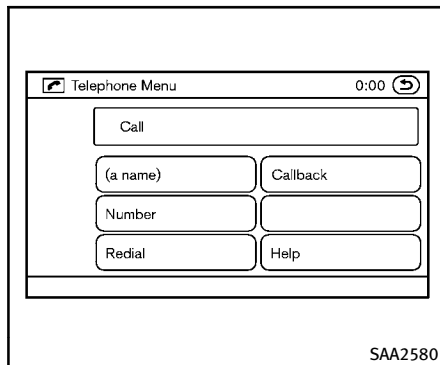 Telephone Menu 0:00
Call
(a name) Callback
Number
Redial Help
SAA2580